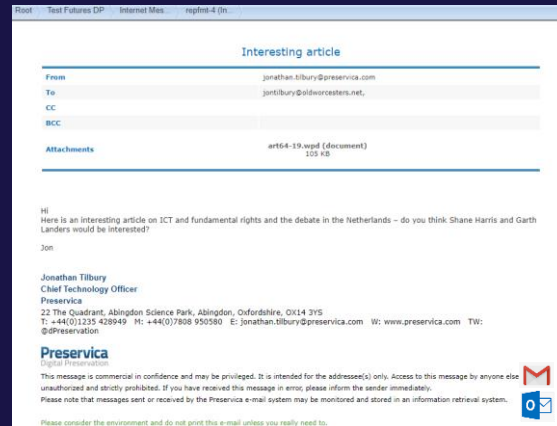 Root Test Futures DP Internet Mes... repfmt-4 (In...
Interesting article
From jonathan.tilbury@preservica.com
To jontilbury@oldworcesters.net,
CC
BCC
Attachments art64-19.wpd (document)
105 KB
Hi
Here is an interesting article on ICT and fundamental rights and the debate in the Netherlands – do you think Shane Harris and Garth
Landers would be interested?
Jon
Jonathan Tilbury
Chief Technology Officer
Preservica
22 The Quadrant, Abingdon Science Park, Abingdon, Oxfordshire, OX14 3YS
T: +44(0)1235 428949 M: +44(0)7808 950580 E: jonathan.tilbury@preservica.com W: www.preservica.com TW:
@dPreservation
Preservica
Digital Preservation
This message is commercial in confidence and may be privileged. It is intended for the addressee(s) only. Access to this message by anyone else
unauthorized and strictly prohibited. If you have received this message in error, please inform the sender immediately.
Please note that messages sent or received by the Preservica e-mail system may be monitored and stored in an information retrieval system.
Please consider the environment and do not print this e-mail unless you really need to.